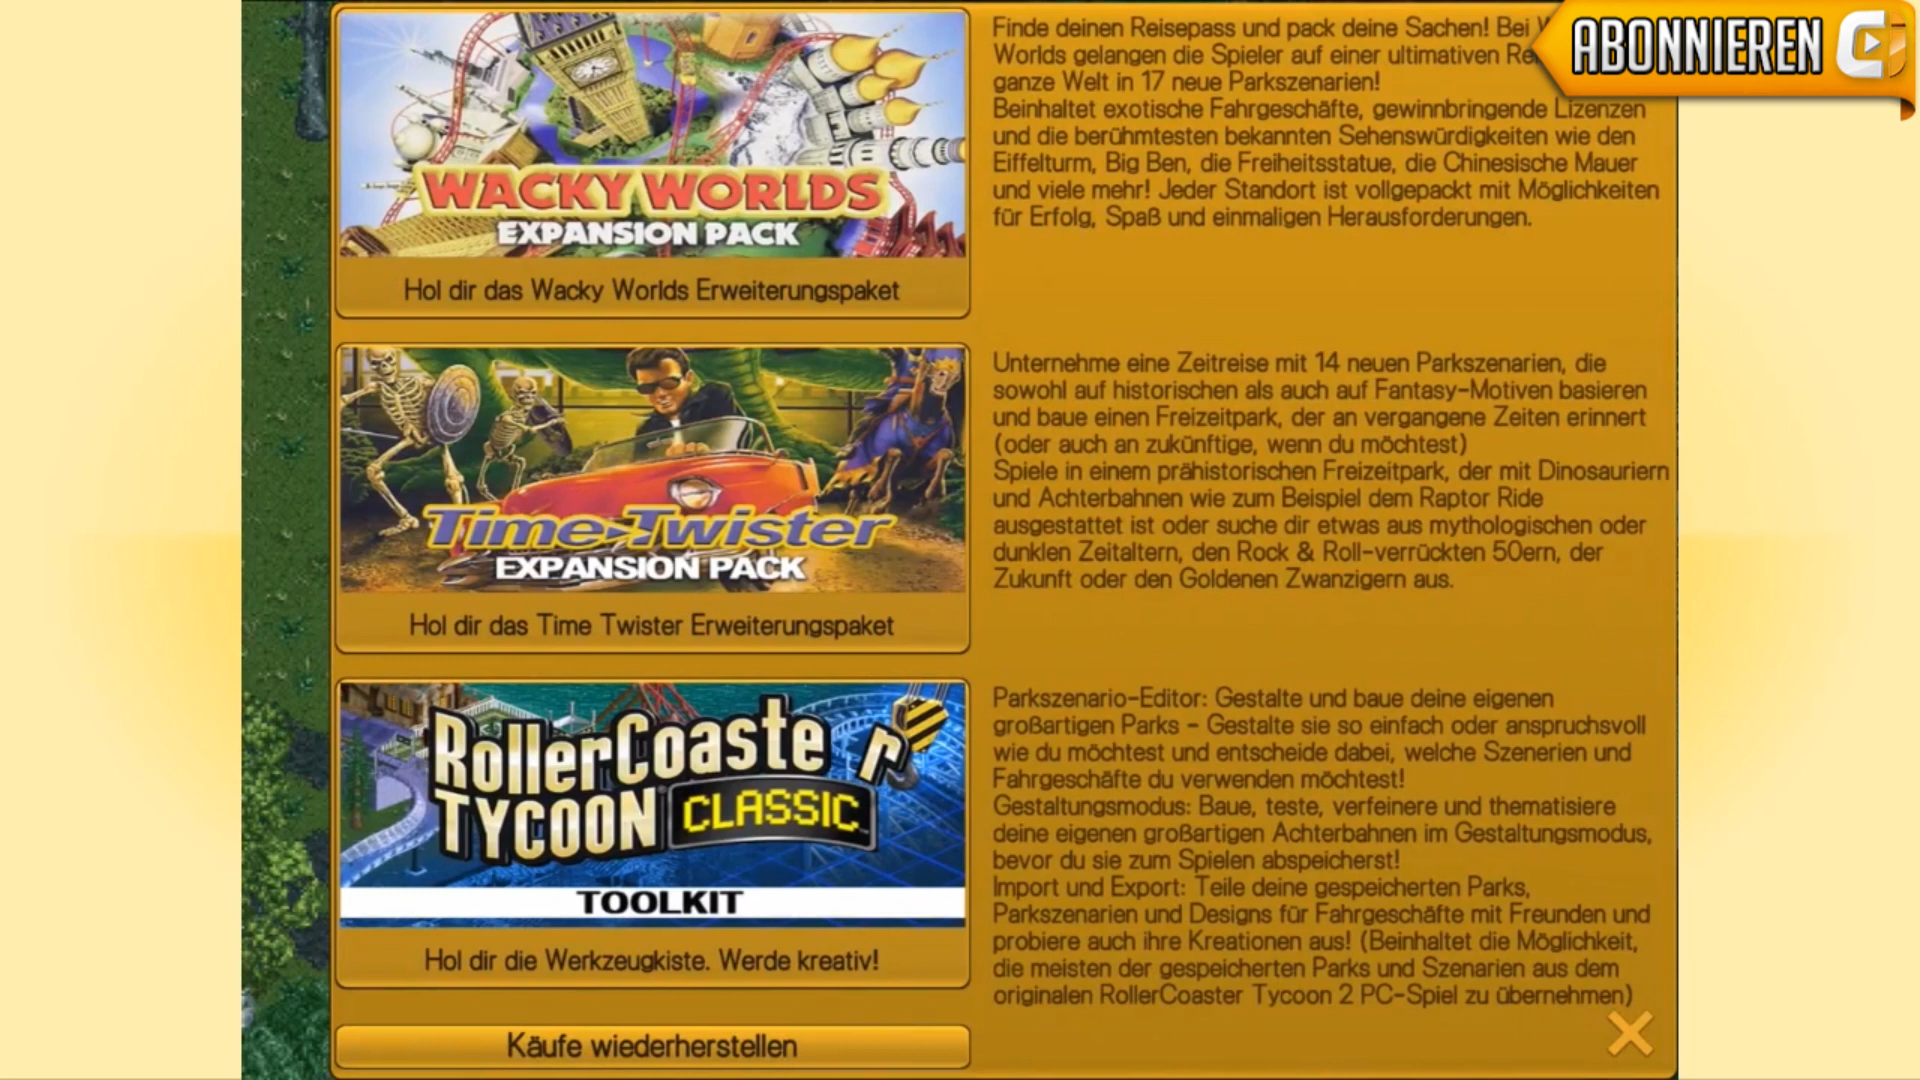 ABONNIEREN
WACKY WORLDS
EXPANSION PACK
Hol dir das Wacky Worlds Erweiterungspaket
Finde deinen Reisepass und pack deine Sachen! Bei
Worlds gelangen die Spieler auf einer ultimativen
ganze Welt in 17 neue Parkszenarien!
Beinhaltet exotische Fahrgeschäfte, gewinnbringende Lizenzen
und die berühmtesten bekannten Sehenswürdigkeiten wie den
Eiffelturm, Big Ben, die Freiheitsstatue, die Chinesische Mauer
und viele mehr! Jeder Standort ist vollgepackt mit Möglichkeiten
für Erfolg, Spaß und einmaligen Herausforderungen.
Time Twister
EXPANSION PACK
Hol dir das Time Twister Erweiterungspaket
Unternehme eine Zeitreise mit 14 neuen Parkszenarien, die
sowohl auf historischen als auch auf Fantasy-Motiven basieren
und baue einen Freizeitpark, der an vergangene Zeiten erinnert
(oder auch an zukünftige, wenn du möchtest)
Spiele in einem prähistorischen Freizeitpark, der mit Dinosauriern
und Achterbahnen wie zum Beispiel dem Raptor Ride
ausgestattet ist oder suche dir etwas aus mythologischen oder
dunklen Zeitaltern, den Rock & Roll-verrückten 50ern, der
Zukunft oder den Goldenen Zwanzigern aus.
RollerCoaster
TYCOON CLASSIC
TOOLKIT
Hol dir die Werkzeugkiste. Werde kreativ!
Parkszenario-Editor: Gestalte und baue deine eigenen
großartigen Parks - Gestalte sie so einfach oder anspruchsvoll
wie du möchtest und entscheide dabei, welche Szenerien und
Fahrgeschäfte du verwenden möchtest!
Gestaltungsmodus: Baue, teste, verfeinere und thematisiere
deine eigenen großartigen Achterbahnen im Gestaltungsmodus,
bevor du sie zum Spielen abspeicherst!
Import und Export: Teile deine gespeicherten Parks,
Parkszenarien und Designs für Fahrgeschäfte mit Freunden und
probiere auch ihre Kreationen aus! (Beinhaltet die Möglichkeit,
die meisten der gespeicherten Parks und Szenarien aus dem
originalen RollerCoaster Tycoon 2 PC-Spiel zu übernehmen)
Käufe wiederherstellen